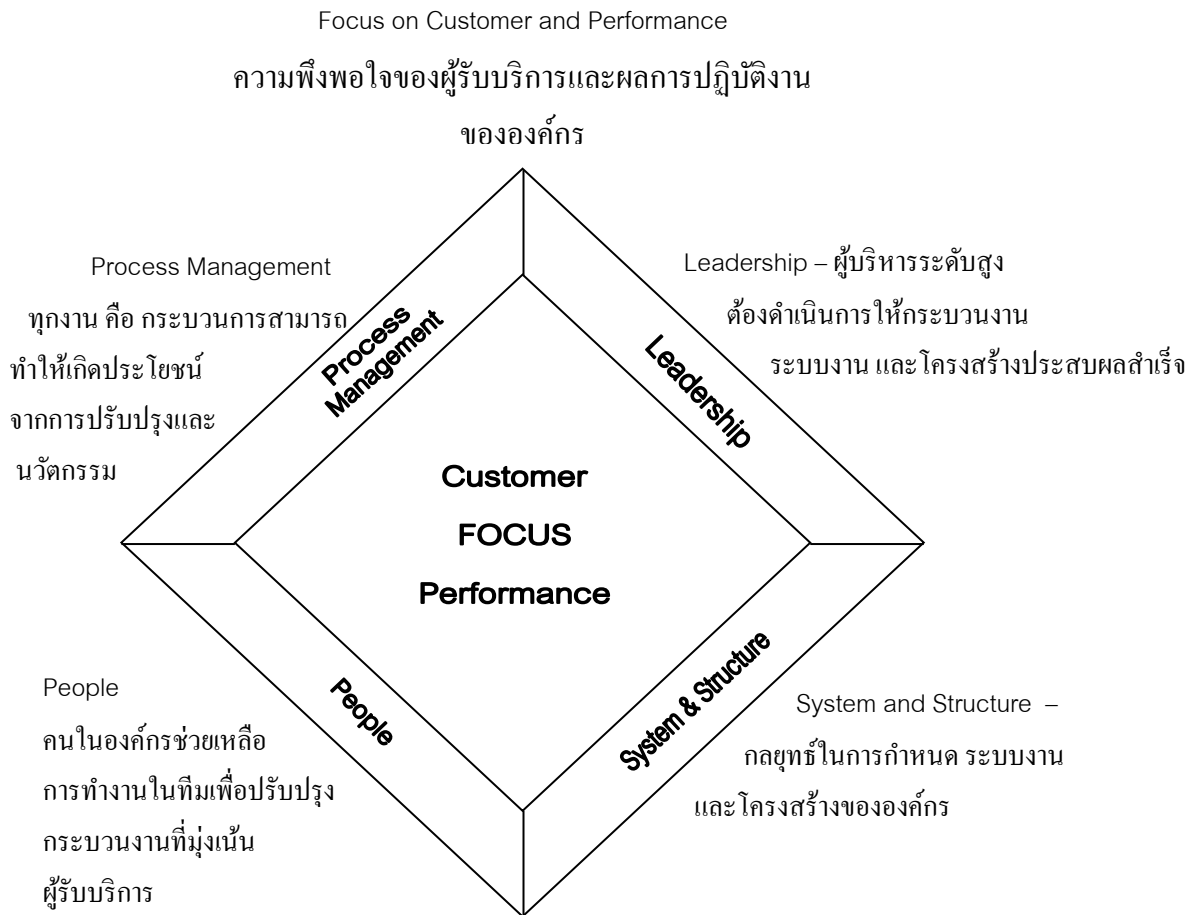 Focus on Customer and Performance
ความพึงพอใจของผู้รับบริการและผลการปฏิบัติงาน
ขององค์กร
Process Management
ทุกงาน คือ กระบวนการสามารถ
ทำให้เกิดประโยชน์
จากการปรับปรุงและ
นวัตกรรม
Leadership – ผู้บริหารระดับสูง
ต้องดำเนินการให้กระบวนงาน
ระบบงาน และโครงสร้างประสบผลสำเร็จ
Process
Management
Leadership
Customer
FOCUS
Performance
People
System & Structure
People
คนในองค์กรช่วยเหลือ
การทำงานในทีมเพื่อปรับปรุง
กระบวนงานที่มุ่งเน้น
ผู้รับบริการ
System and Structure –
กลยุทธ์ในการกำหนด ระบบงาน
และโครงสร้างขององค์กร